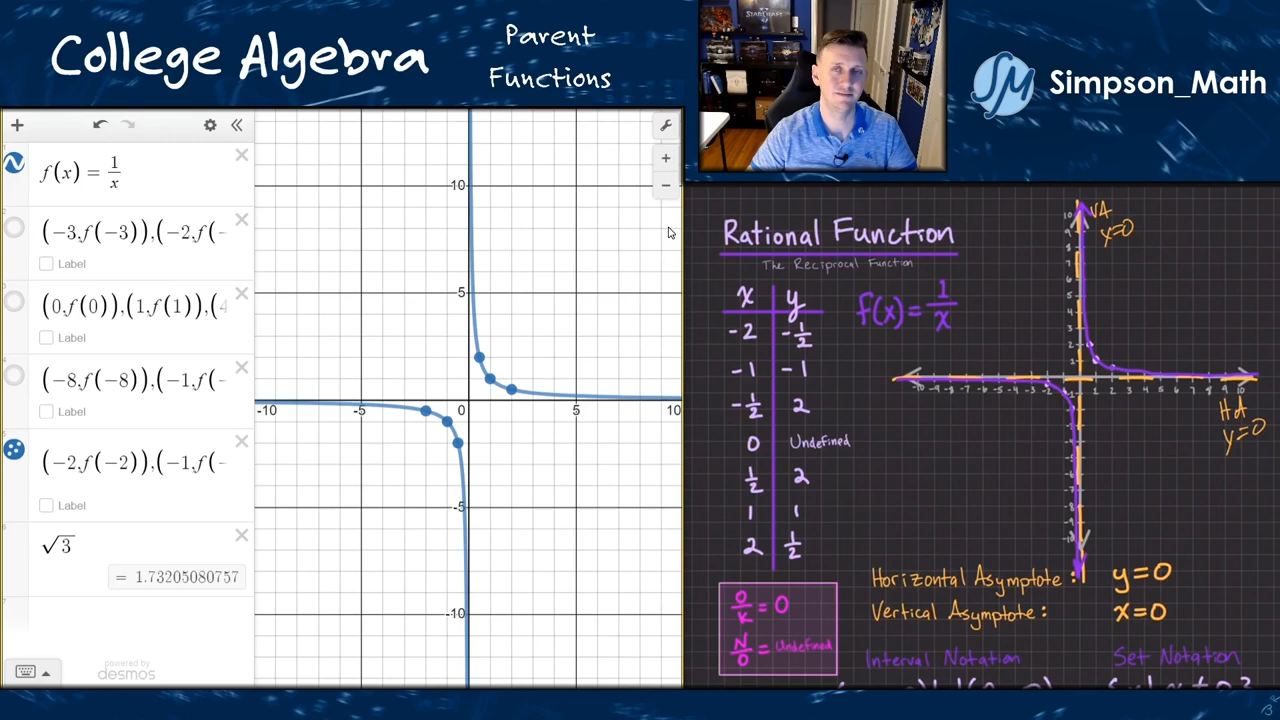 College Algebra
Parent
Functions
Simpson_Math
f(x) = 1/x
(-3,f(-3)),(-2,f(-
Label
(0,f(0)),(1,f(1)),(4
Label
(-8,f(-8)),(-1,f(-
Label
(-2,f(-2)),(-1,f(-
Label
√3
= 1.73205080757
powered by
desmos
10
5
-10 -5 0 5 10
-5
-10
Rational Function
The Reciprocal Function
x y
f(x) = 1/x
-2 -1/2
-1 -1
-1/2 2
0 Undefined
1/2 2
1 1
2 1/2
0/K = 0
N/0 = Undefined
VA
x=0
HA
y=0
Horizontal Asymptote : y=0
Vertical Asymptote : x=0
Interval Notation Set Notation